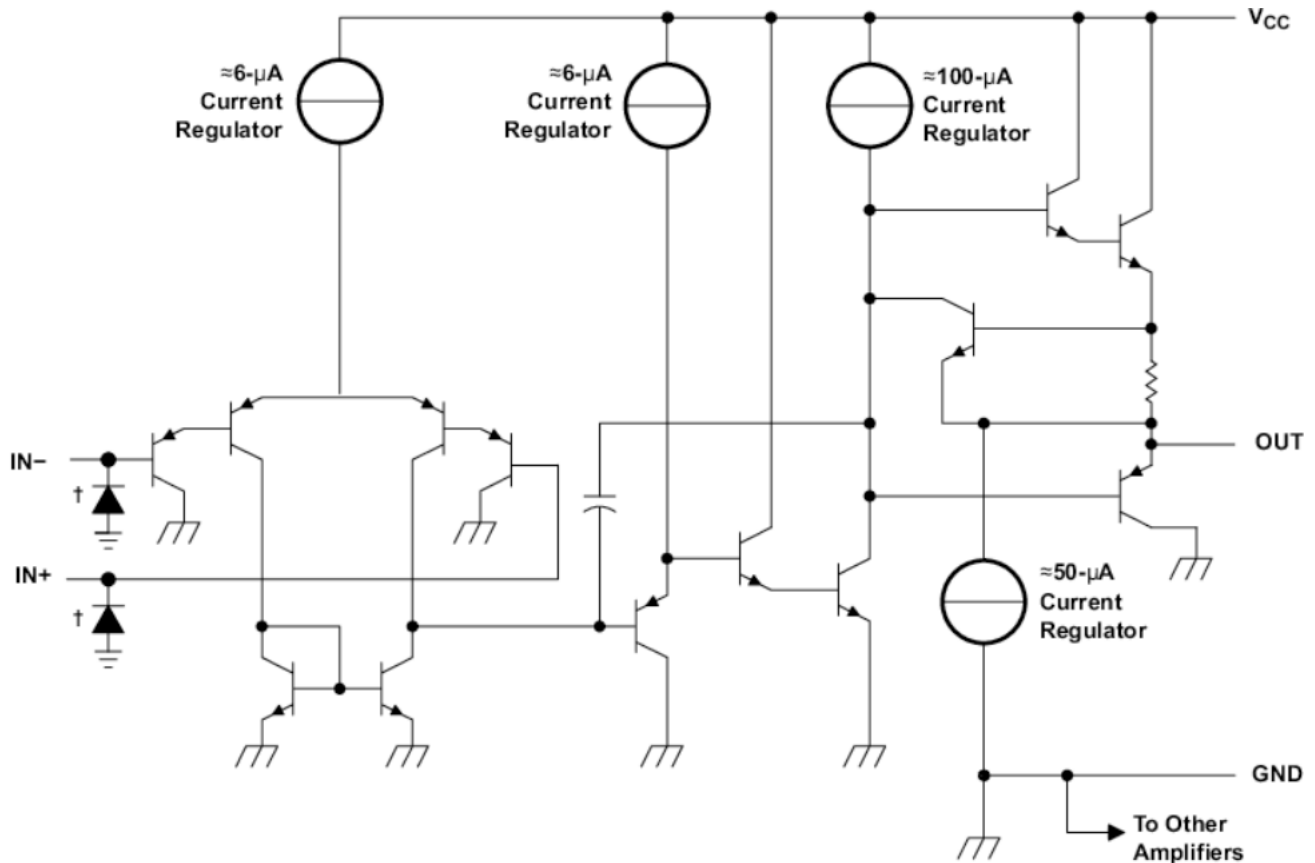 V_CC
≈6-µA
Current
Regulator
≈6-µA
Current
Regulator
≈100-µA
Current
Regulator
IN−
†
OUT
IN+
†
≈50-µA
Current
Regulator
GND
To Other
Amplifiers